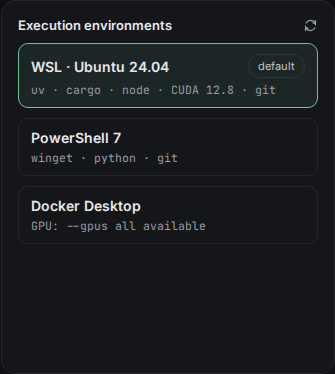 Execution environments
WSL · Ubuntu 24.04
default
uv · cargo · node · CUDA 12.8 · git
PowerShell 7
winget · python · git
Docker Desktop
GPU: --gpus all available